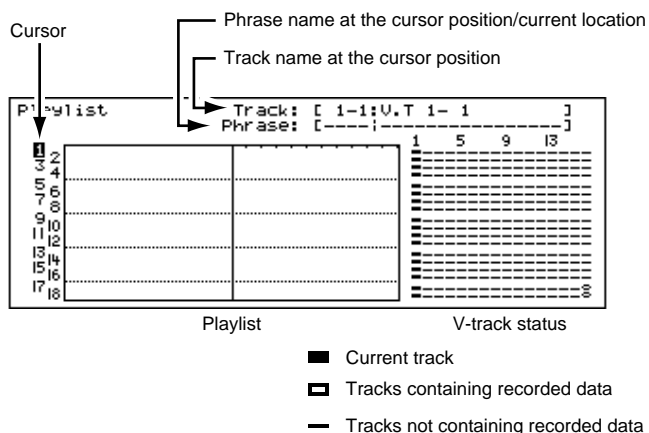 Phrase name at the cursor position/current location
Cursor
Track name at the cursor position
Playlist
Track: [ 1-1:V.T 1- 1 ]
Phrase: [----¦------------------]
1 5 9 13
1 2
3 4
5 6
7 8
9 10
11 12
13 14
15 16
17 18
Playlist
V-track status
Current track
Tracks containing recorded data
Tracks not containing recorded data